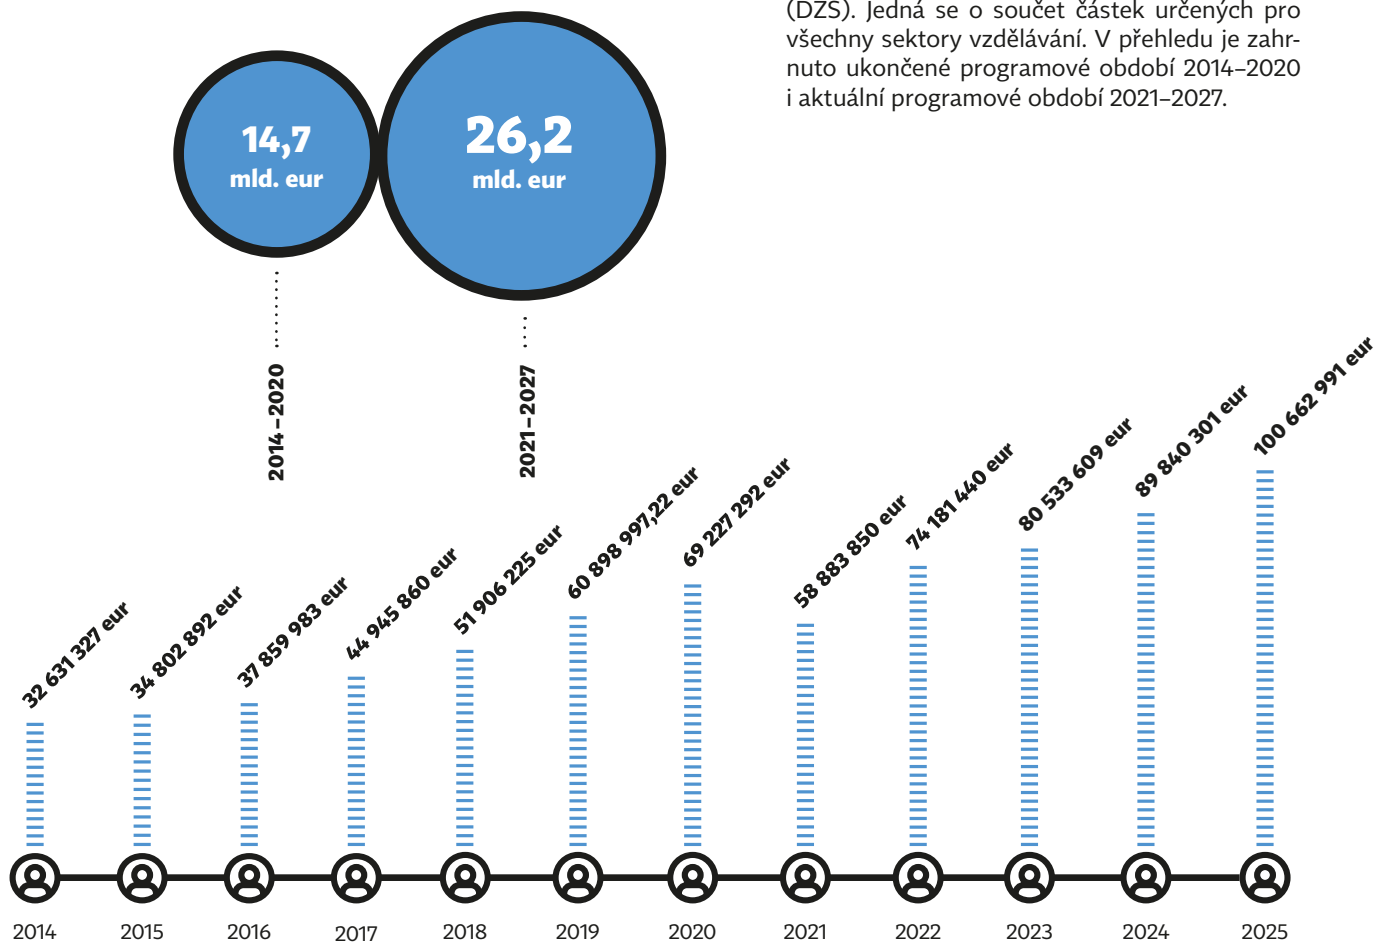 (DZS). Jedná se o součet částek určených pro
všechny sektory vzdělávání. V přehledu je zahr-
nuto ukončené programové období 2014–2020
i aktuální programové období 2021–2027.
14,7
mld. eur
26,2
mld. eur
2014–2020
2021–2027
32 631 327 eur
34 802 892 eur
37 859 983 eur
44 945 860 eur
51 906 225 eur
60 898 997,22 eur
69 227 292 eur
58 883 850 eur
74 181 440 eur
80 533 609 eur
89 840 301 eur
100 662 991 eur
2014
2015
2016
2017
2018
2019
2020
2021
2022
2023
2024
2025